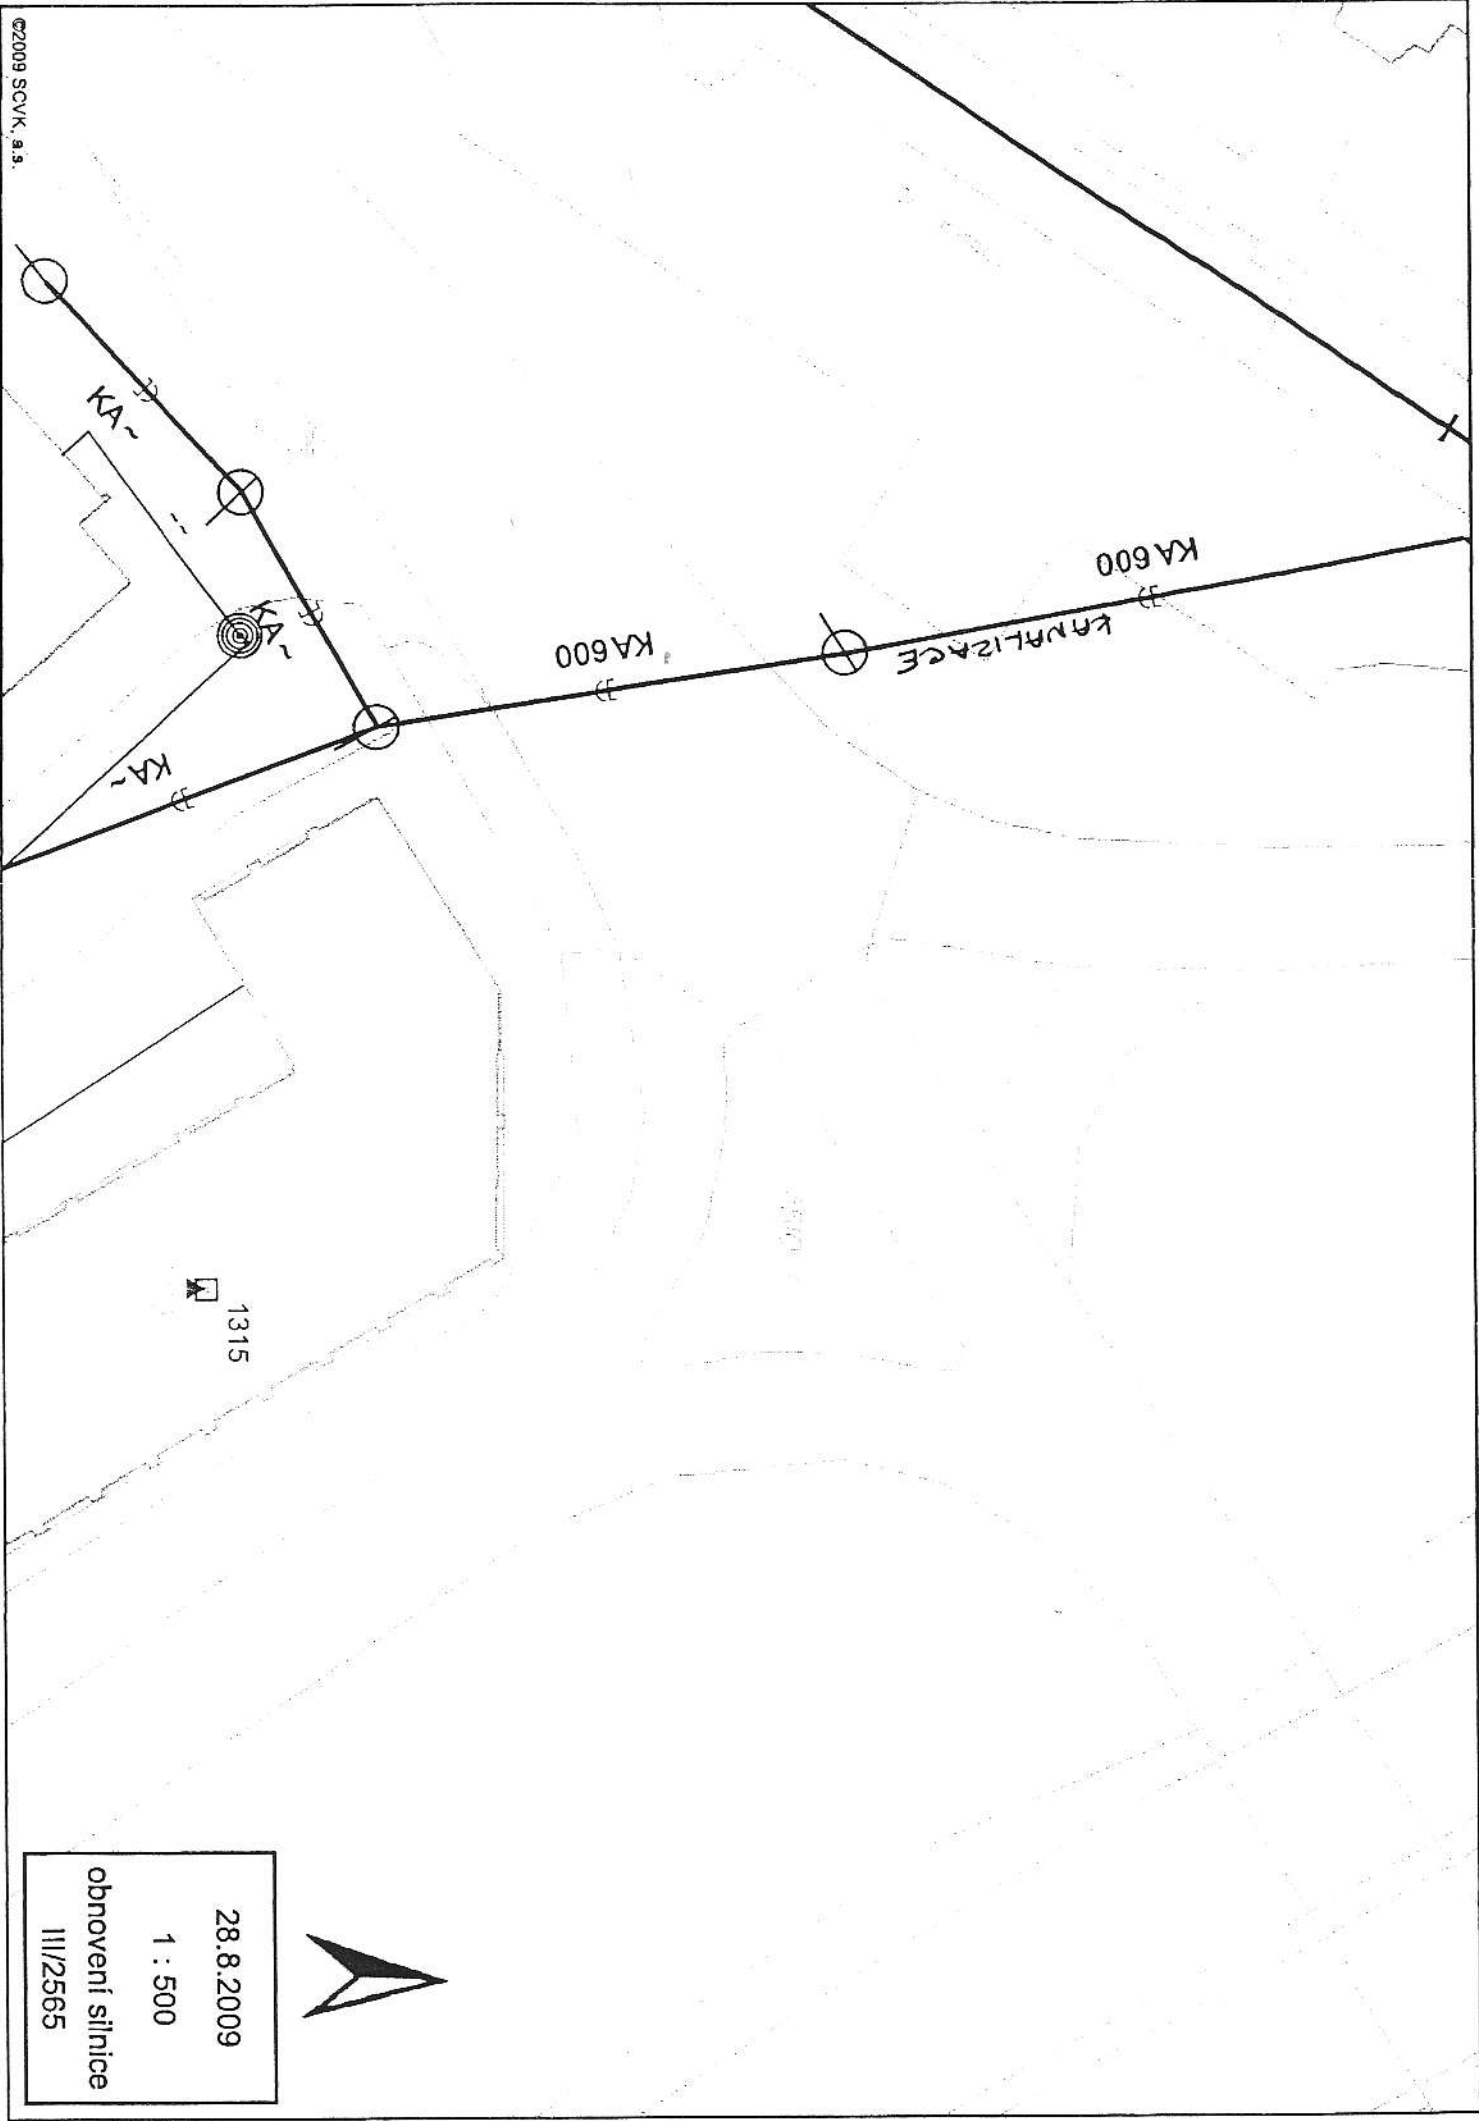 KA 600
KANALIZACE
KA 600
KA~
KA~
KA~
1315
28.8.2009
1 : 500
obnovení silnice
III/2565
©2009 SCVK, a.s.